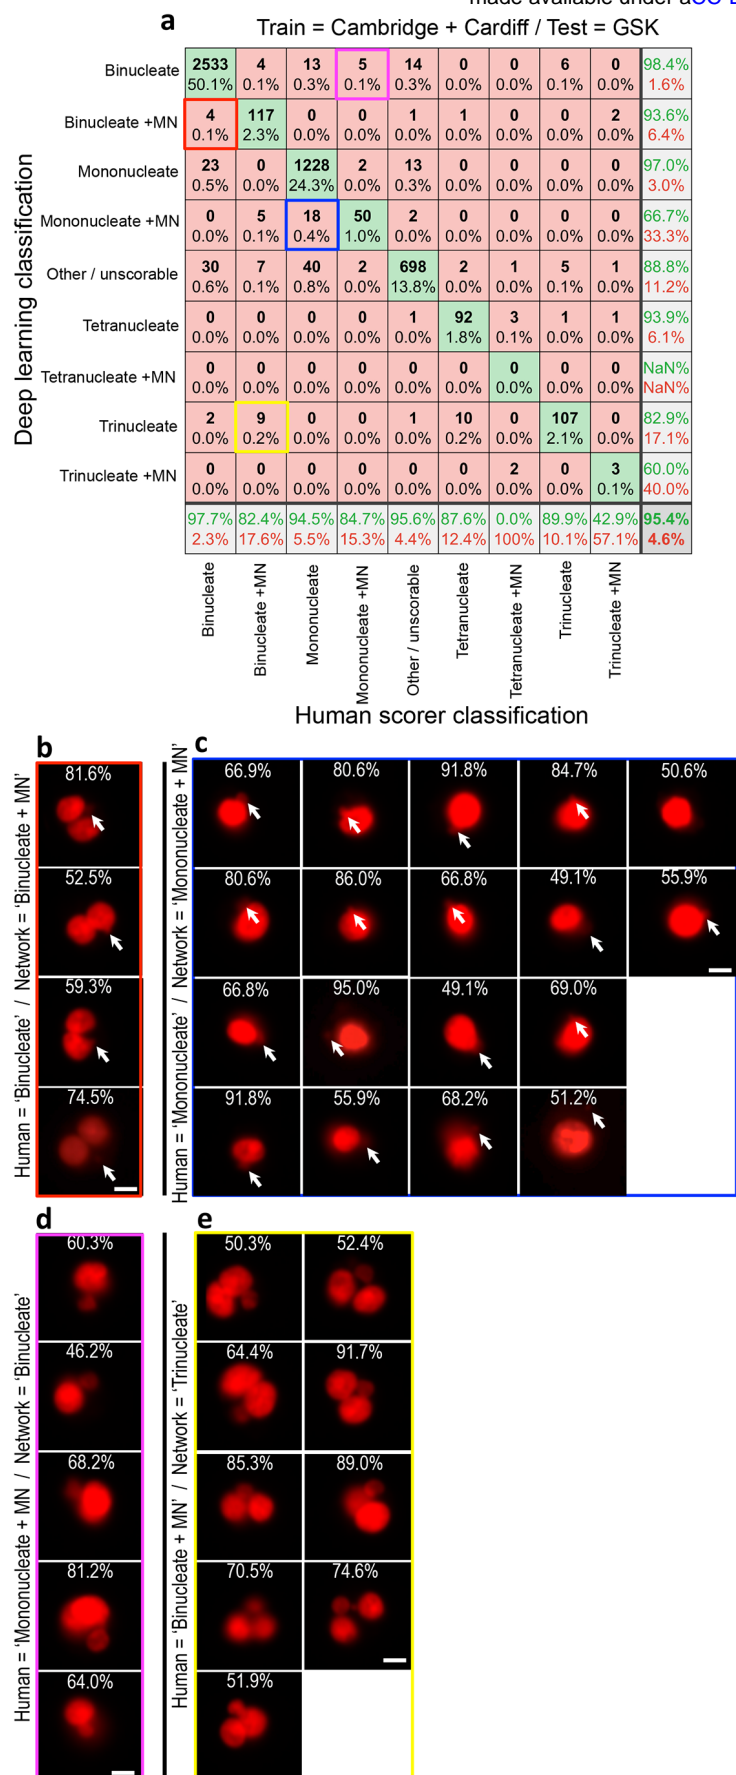 made available under aCC-B
a
Train = Cambridge + Cardiff / Test = GSK
Deep learning classification
Binucleate 2533 4 13 5 14 0 0 6 0 98.4%
50.1% 0.1% 0.3% 0.1% 0.3% 0.0% 0.0% 0.1% 0.0% 1.6%
Binucleate +MN 4 117 0 0 1 1 0 0 2 93.6%
0.1% 2.3% 0.0% 0.0% 0.0% 0.0% 0.0% 0.0% 0.0% 6.4%
Mononucleate 23 0 1228 2 13 0 0 0 0 97.0%
0.5% 0.0% 24.3% 0.0% 0.3% 0.0% 0.0% 0.0% 0.0% 3.0%
Mononucleate +MN 0 5 18 50 2 0 0 0 0 66.7%
0.0% 0.1% 0.4% 1.0% 0.0% 0.0% 0.0% 0.0% 0.0% 33.3%
Other / unscorable 30 7 40 2 698 2 1 5 1 88.8%
0.6% 0.1% 0.8% 0.0% 13.8% 0.0% 0.0% 0.1% 0.0% 11.2%
Tetranucleate 0 0 0 0 1 92 3 1 1 93.9%
0.0% 0.0% 0.0% 0.0% 0.0% 1.8% 0.1% 0.0% 0.0% 6.1%
Tetranucleate +MN 0 0 0 0 0 0 0 0 0 NaN%
0.0% 0.0% 0.0% 0.0% 0.0% 0.0% 0.0% 0.0% 0.0% NaN%
Trinucleate 2 9 0 0 1 10 0 107 0 82.9%
0.0% 0.2% 0.0% 0.0% 0.0% 0.2% 0.0% 2.1% 0.0% 17.1%
Trinucleate +MN 0 0 0 0 0 0 2 0 3 60.0%
0.0% 0.0% 0.0% 0.0% 0.0% 0.0% 0.0% 0.0% 0.1% 40.0%
97.7% 82.4% 94.5% 84.7% 95.6% 87.6% 0.0% 89.9% 42.9% 95.4%
2.3% 17.6% 5.5% 15.3% 4.4% 12.4% 100% 10.1% 57.1% 4.6%
Binucleate
Binucleate +MN
Mononucleate
Mononucleate +MN
Other / unscorable
Tetranucleate
Tetranucleate +MN
Trinucleate
Trinucleate +MN
Human scorer classification
b
Human = 'Binucleate' / Network = 'Binucleate + MN'
81.6%
52.5%
59.3%
74.5%
c
Human = 'Mononucleate' / Network = 'Mononucleate + MN'
66.9% 80.6% 91.8% 84.7% 50.6%
80.6% 86.0% 66.8% 49.1% 55.9%
66.8% 95.0% 49.1% 69.0%
91.8% 55.9% 68.2% 51.2%
d
Human = 'Mononucleate + MN / Network = 'Binucleate'
60.3%
46.2%
68.2%
81.2%
64.0%
e
Human = 'Binucleate + MN' / Network = 'Trinucleate'
50.3% 52.4%
64.4% 91.7%
85.3% 89.0%
70.5% 74.6%
51.9%